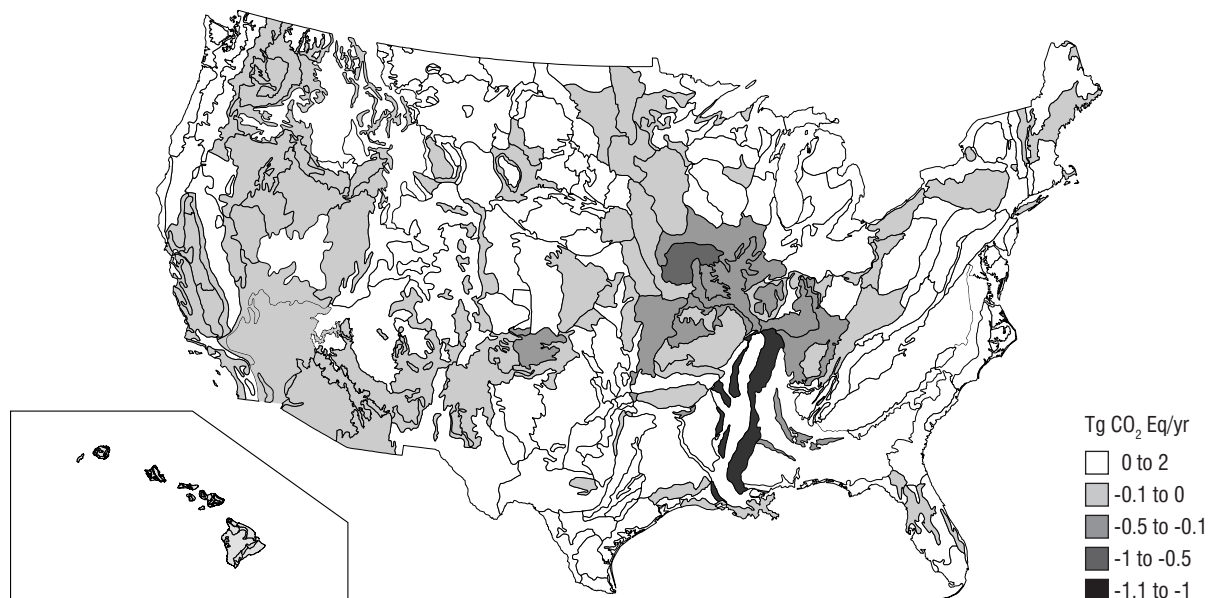 Tg CO₂ Eq/yr
0 to 2
-0.1 to 0
-0.5 to -0.1
-1 to -0.5
-1.1 to -1